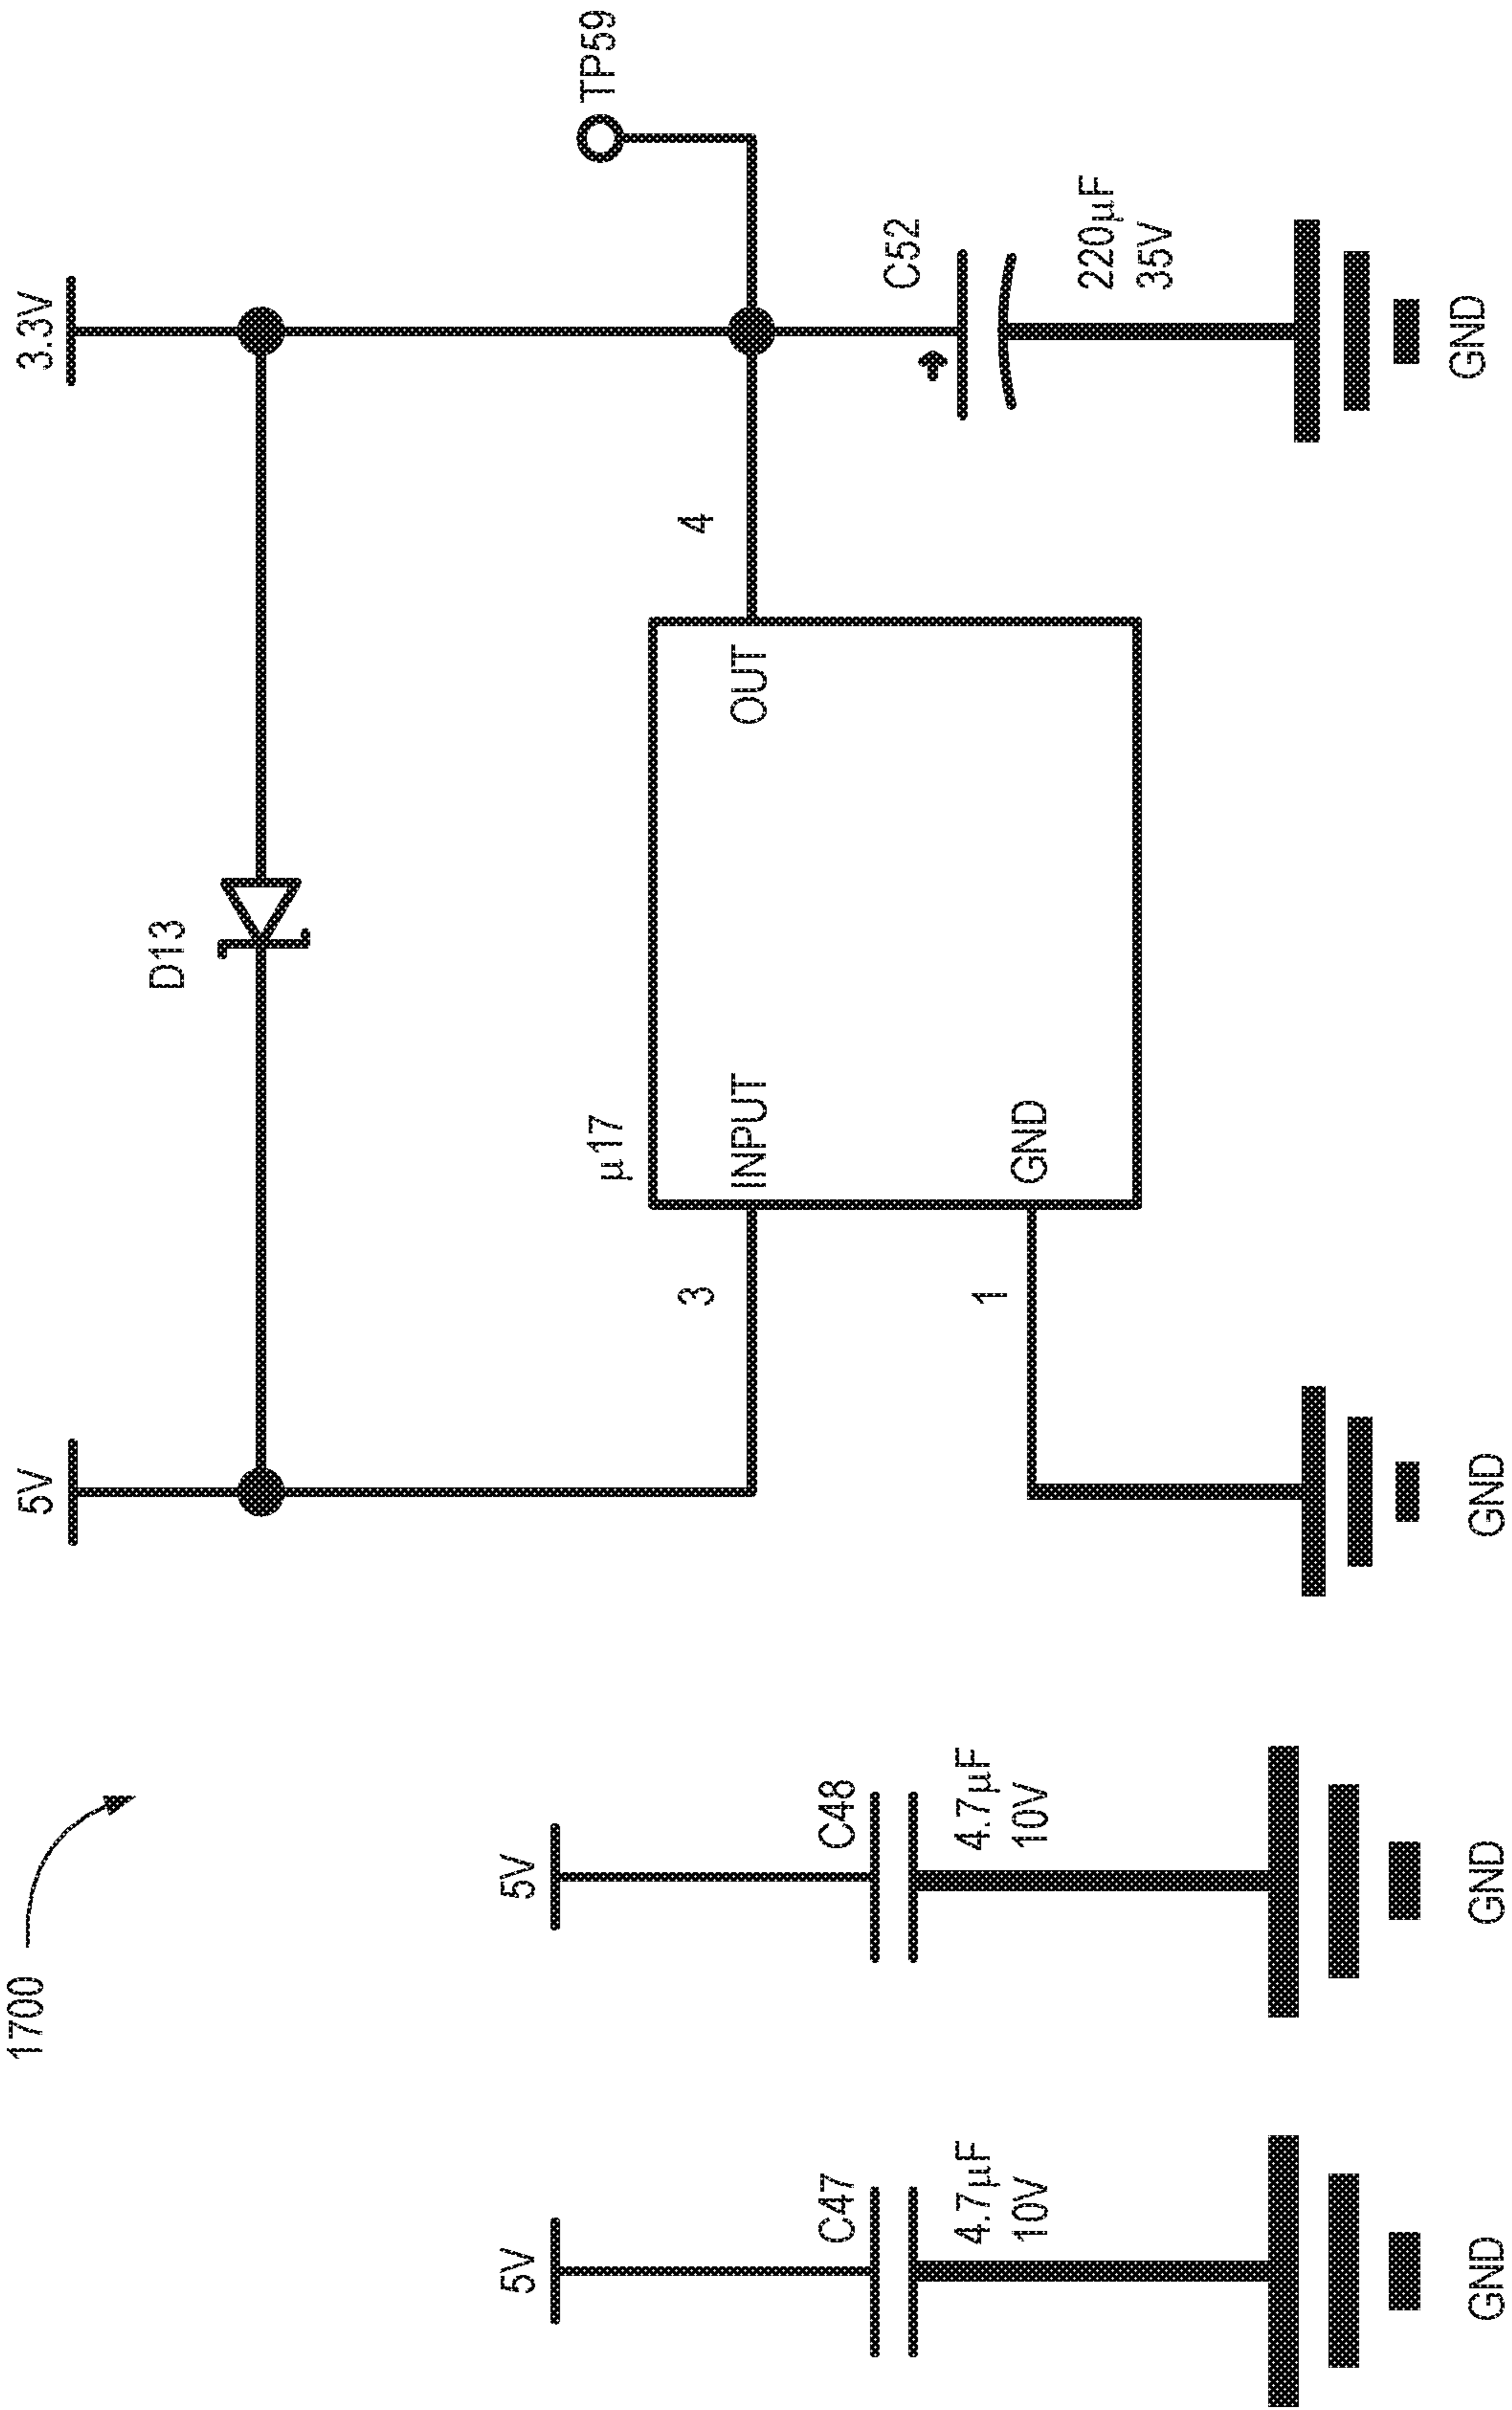 1700
5V
3.3V
D13
TP59
µ17
INPUT
OUT
GND
3
4
1
C52
220µF
35V
GND
GND
5V
C47
4.7µF
10V
GND
5V
C48
4.7µF
10V
GND